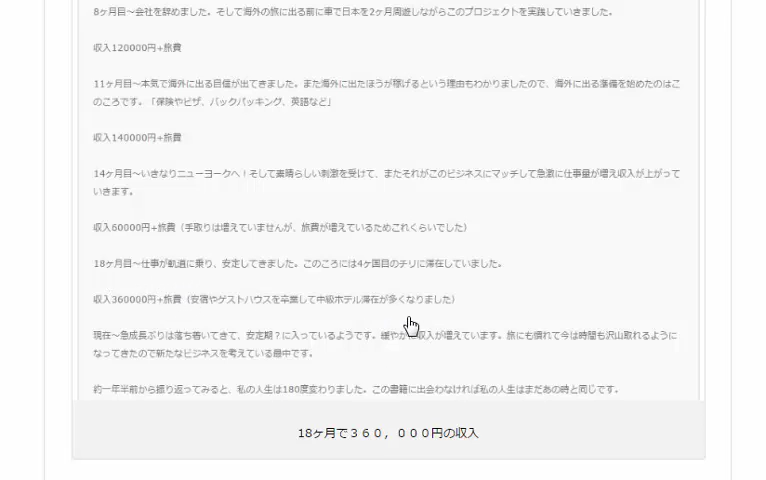 8ヶ月目～会社を辞めました。そして海外の旅に出る前に車で日本を2ヶ月周遊しながらこのプロジェクトを実践していきました。
収入120000円+旅費
11ヶ月目～本気で海外に出る自信が出てきました。また海外に出たほうが稼げるという理由もわかりましたので、海外に出る準備を始めたのはこ
のころです。「保険やビザ、バックパッキング、英語など」
収入140000円+旅費
14ヶ月目～いきなりニューヨークへ！そして素晴らしい刺激を受けて、またそれがこのビジネスにマッチして急激に仕事量が増え収入が上がって
いきます。
収入60000円+旅費（手取りは増えていませんが、旅費が増えているためこれくらいでした）
18ヶ月目～仕事が軌道に乗り、安定してきました。このころには4ヶ国目のチリに滞在していました。
収入360000円+旅費（安宿やゲストハウスを卒業して中級ホテル滞在が多くなりました）
現在～急成長ぶりは落ち着いてきて、安定期？に入っているようです。緩やかに収入が増えています。旅にも慣れて今は時間も沢山取れるように
なってきたので新たなビジネスを考えている最中です。
約一年半前から振り返ってみると、私の人生は180度変わりました。この書籍に出会わなければ私の人生はまだあの時と同じです。
18ヶ月で３６０，０００円の収入